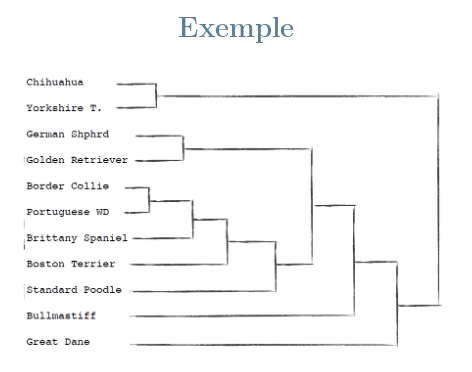 Exemple
Chihuahua
Yorkshire T.
German Shphrd
Golden Retriever
Border Collie
Portuguese WD
Brittany Spaniel
Boston Terrier
Standard Poodle
Bullmastiff
Great Dane